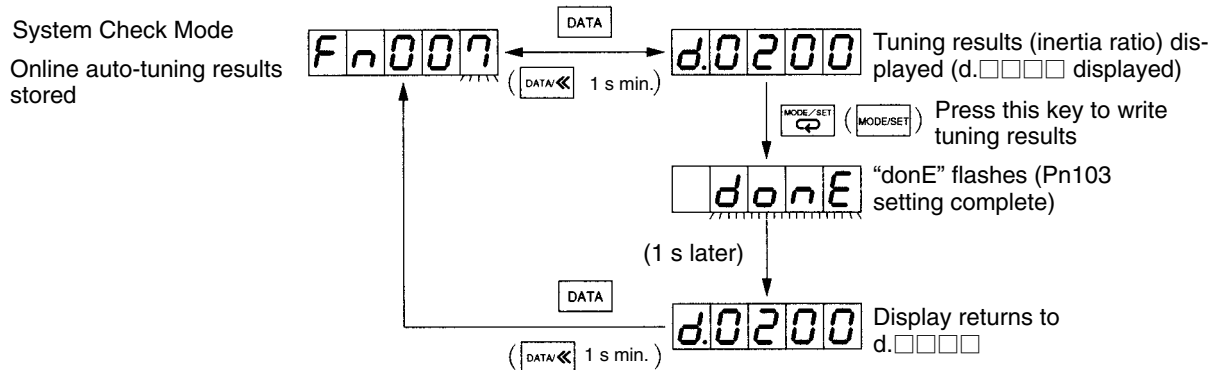 System Check Mode
Online auto-tuning results
stored
Fn007
DATA
(DATA/≪ 1 s min.)
d.0200
Tuning results (inertia ratio) dis-
played (d.□□□□ displayed)
MODE/SET (MODE/SET)
Press this key to write
tuning results
donE
“donE” flashes (Pn103
setting complete)
(1 s later)
DATA
(DATA/≪ 1 s min.)
d.0200
Display returns to
d.□□□□